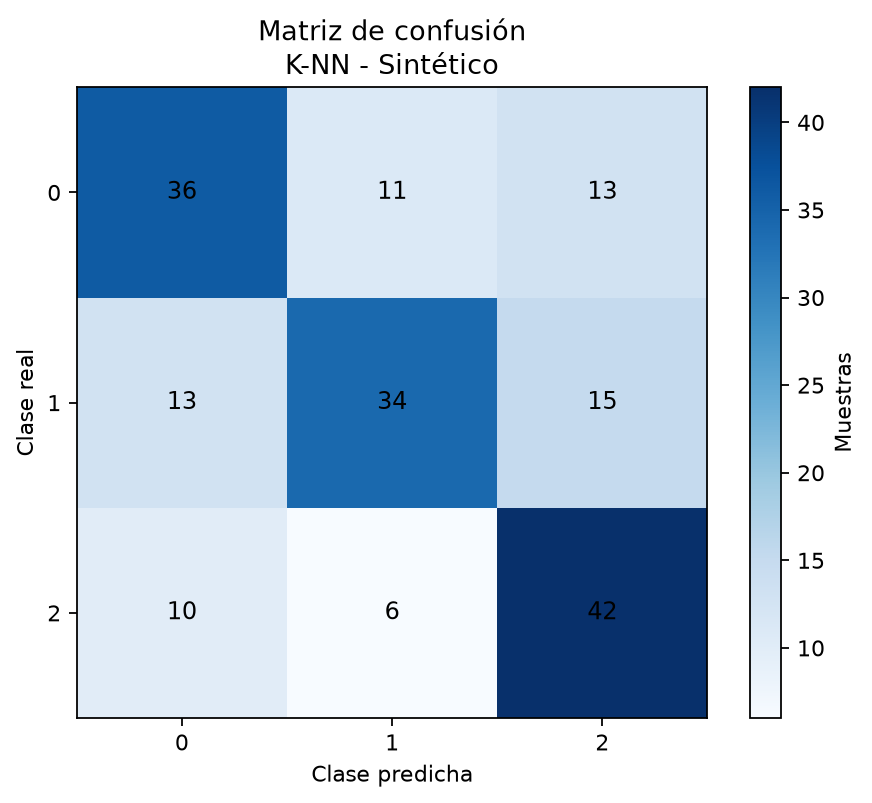 Matriz de confusión
K-NN - Sintético
36 11 13
13 34 15
10 6 42
0
1
2
Clase real
0 1 2
Clase predicha
40
35
30
25
20
15
10
Muestras